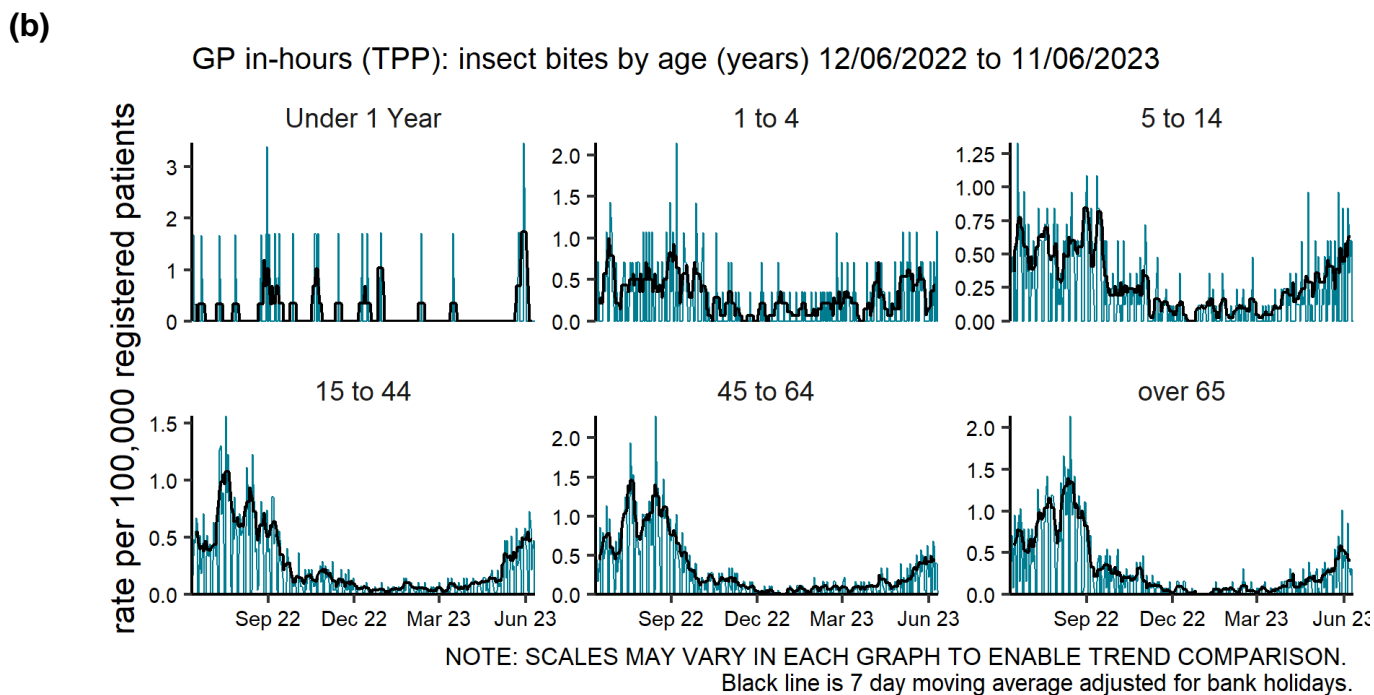 (b)
GP in-hours (TPP): insect bites by age (years) 12/06/2022 to 11/06/2023
rate per 100,000 registered patients
Under 1 Year
3
2
1
0
1 to 4
2.0
1.5
1.0
0.5
0.0
5 to 14
1.25
1.00
0.75
0.50
0.25
0.00
15 to 44
1.5
1.0
0.5
0.0
Sep 22 Dec 22 Mar 23 Jun 23
45 to 64
2.0
1.5
1.0
0.5
0.0
Sep 22 Dec 22 Mar 23 Jun 23
over 65
2.0
1.5
1.0
0.5
0.0
Sep 22 Dec 22 Mar 23 Jun 23
NOTE: SCALES MAY VARY IN EACH GRAPH TO ENABLE TREND COMPARISON.
Black line is 7 day moving average adjusted for bank holidays.